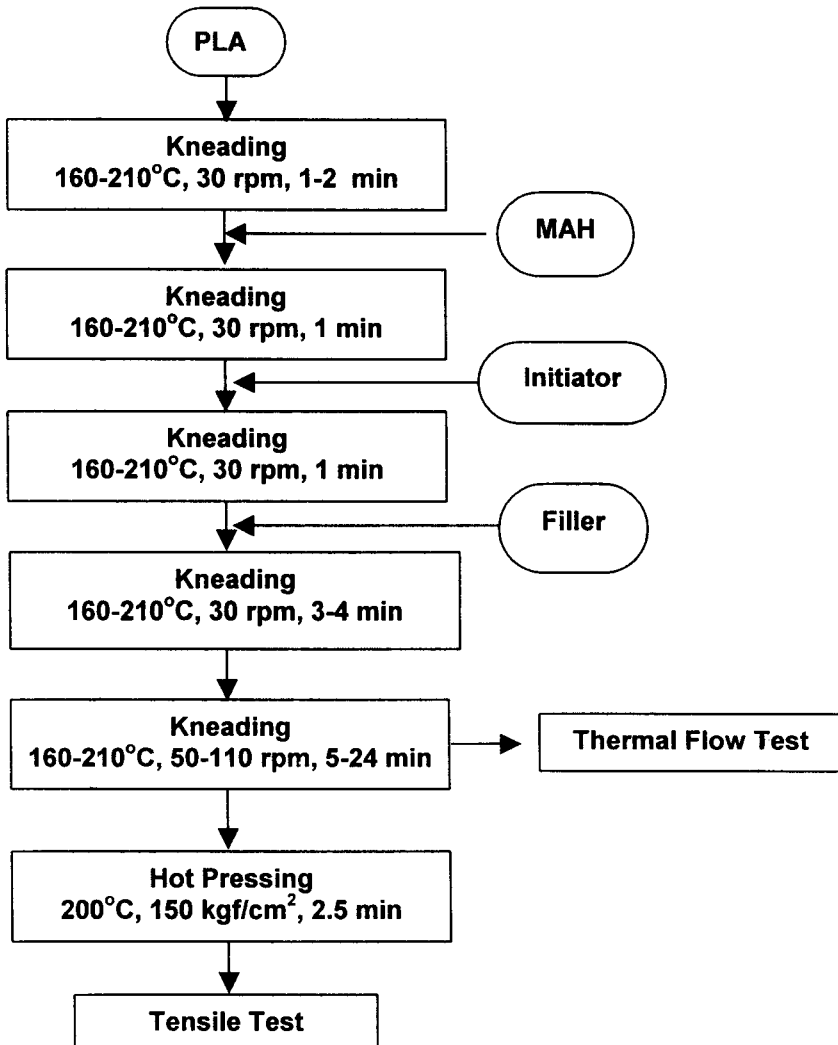 PLA
Kneading
160-210°C, 30 rpm, 1-2 min
MAH
Kneading
160-210°C, 30 rpm, 1 min
Initiator
Kneading
160-210°C, 30 rpm, 1 min
Filler
Kneading
160-210°C, 30 rpm, 3-4 min
Kneading
160-210°C, 50-110 rpm, 5-24 min
Thermal Flow Test
Hot Pressing
200°C, 150 kgf/cm², 2.5 min
Tensile Test